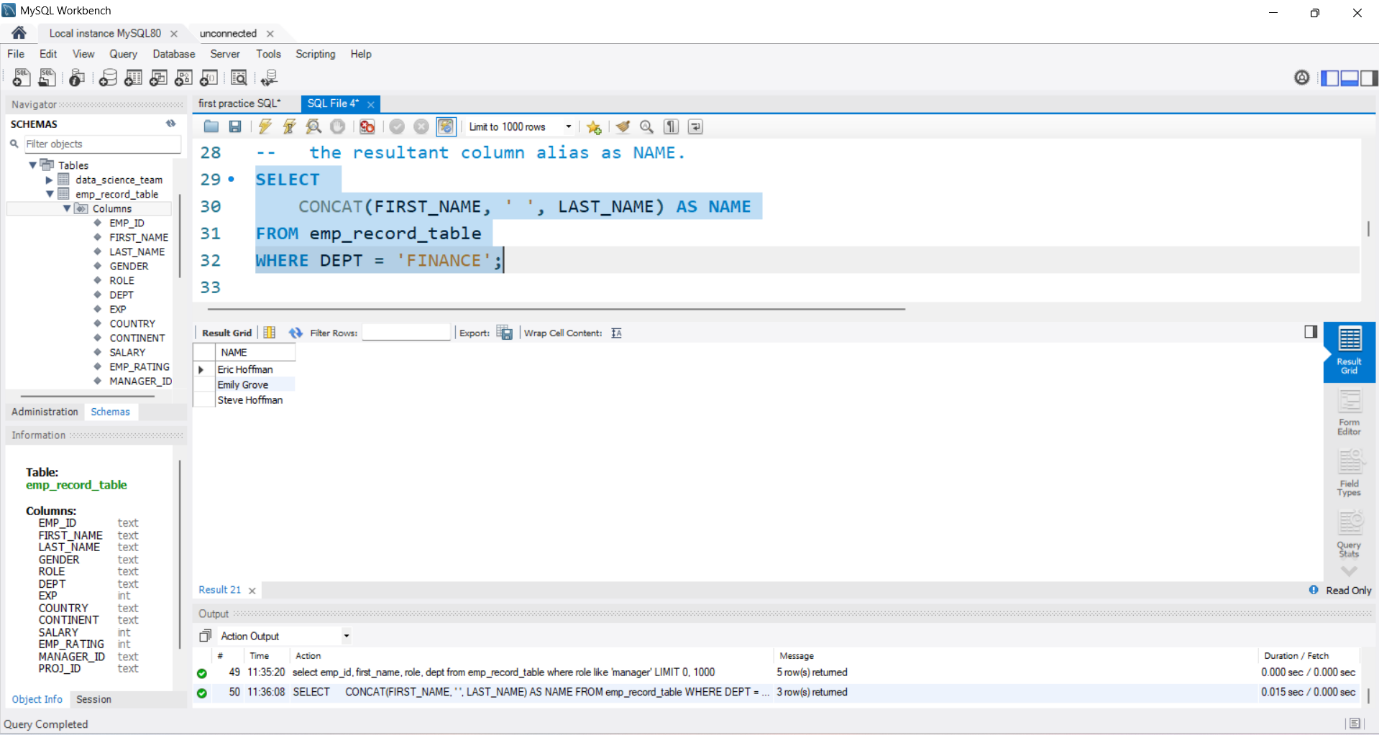 MySQL Workbench
Local instance MySQL80
unconnected
File Edit View Query Database Server Tools Scripting Help
Navigator
SCHEMAS
Filter objects
Tables
data_science_team
emp_record_table
Columns
EMP_ID
FIRST_NAME
LAST_NAME
GENDER
ROLE
DEPT
EXP
COUNTRY
CONTINENT
SALARY
EMP_RATING
MANAGER_ID
Administration Schemas
Information
Table:
emp_record_table
Columns:
EMP_ID text
FIRST_NAME text
LAST_NAME text
GENDER text
ROLE text
DEPT text
EXP int
COUNTRY text
CONTINENT text
SALARY int
EMP_RATING int
MANAGER_ID text
PROJ_ID text
Object Info Session
first practice SQL*
SQL File 4*
Limit to 1000 rows
28 -- the resultant column alias as NAME.
29 SELECT
30 CONCAT(FIRST_NAME, ' ', LAST_NAME) AS NAME
31 FROM emp_record_table
32 WHERE DEPT = 'FINANCE';
33
Result Grid Filter Rows: Export: Wrap Cell Content:
NAME
Eric Hoffman
Emily Grove
Steve Hoffman
Result Grid
Form Editor
Field Types
Query Stats
Result 21
Read Only
Output
Action Output
# Time Action Message Duration / Fetch
49 11:35:20 select emp_id, first_name, role, dept from emp_record_table where role like 'manager' LIMIT 0, 1000 5 row(s) returned 0.000 sec / 0.000 sec
50 11:36:08 SELECT CONCAT(FIRST_NAME, ' ', LAST_NAME) AS NAME FROM emp_record_table WHERE DEPT = ... 3 row(s) returned 0.015 sec / 0.000 sec
Query Completed